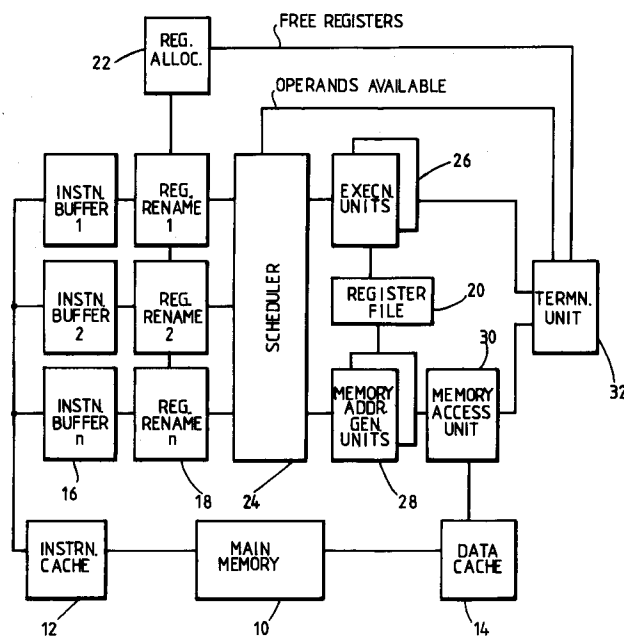 FREE REGISTERS
REG.
ALLOC.
22
OPERANDS AVAILABLE
26
INSTN.
BUFFER
1
REG.
RENAME
1
SCHEDULER
EXECN.
UNITS
INSTN.
BUFFER
2
REG.
RENAME
2
REGISTER
FILE
20
TERMN.
UNIT
32
30
INSTN.
BUFFER
n
REG.
RENAME
n
MEMORY
ADDR.
GEN.
UNITS
MEMORY
ACCESS
UNIT
16
18
24
28
INSTRN.
CACHE
MAIN
MEMORY
DATA
CACHE
12
10
14